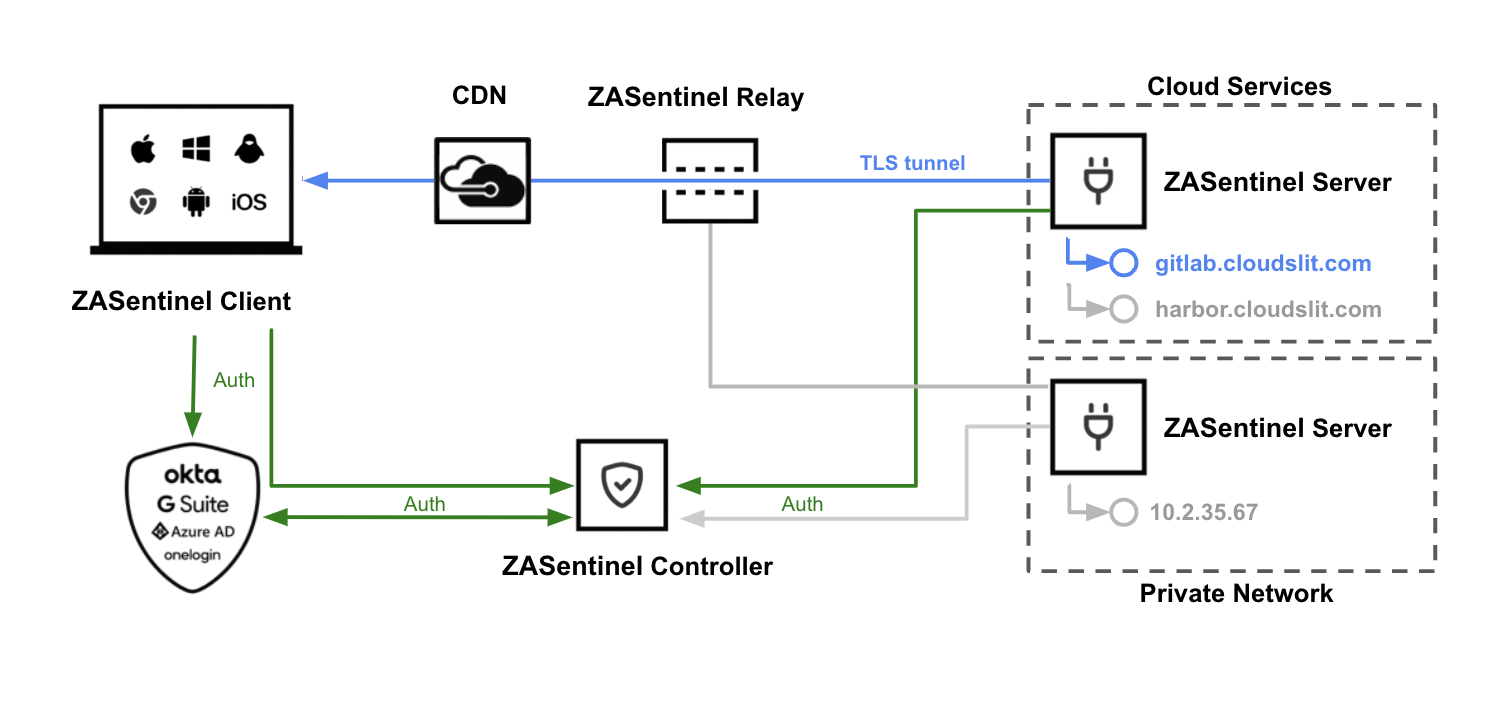 Cloud Services
CDN
ZASentinel Relay
iOS
TLS tunnel
ZASentinel Server
gitlab.cloudslit.com
harbor.cloudslit.com
ZASentinel Client
Auth
okta
G Suite
Azure AD
onelogin
Auth
Auth
ZASentinel Controller
ZASentinel Server
10.2.35.67
Private Network